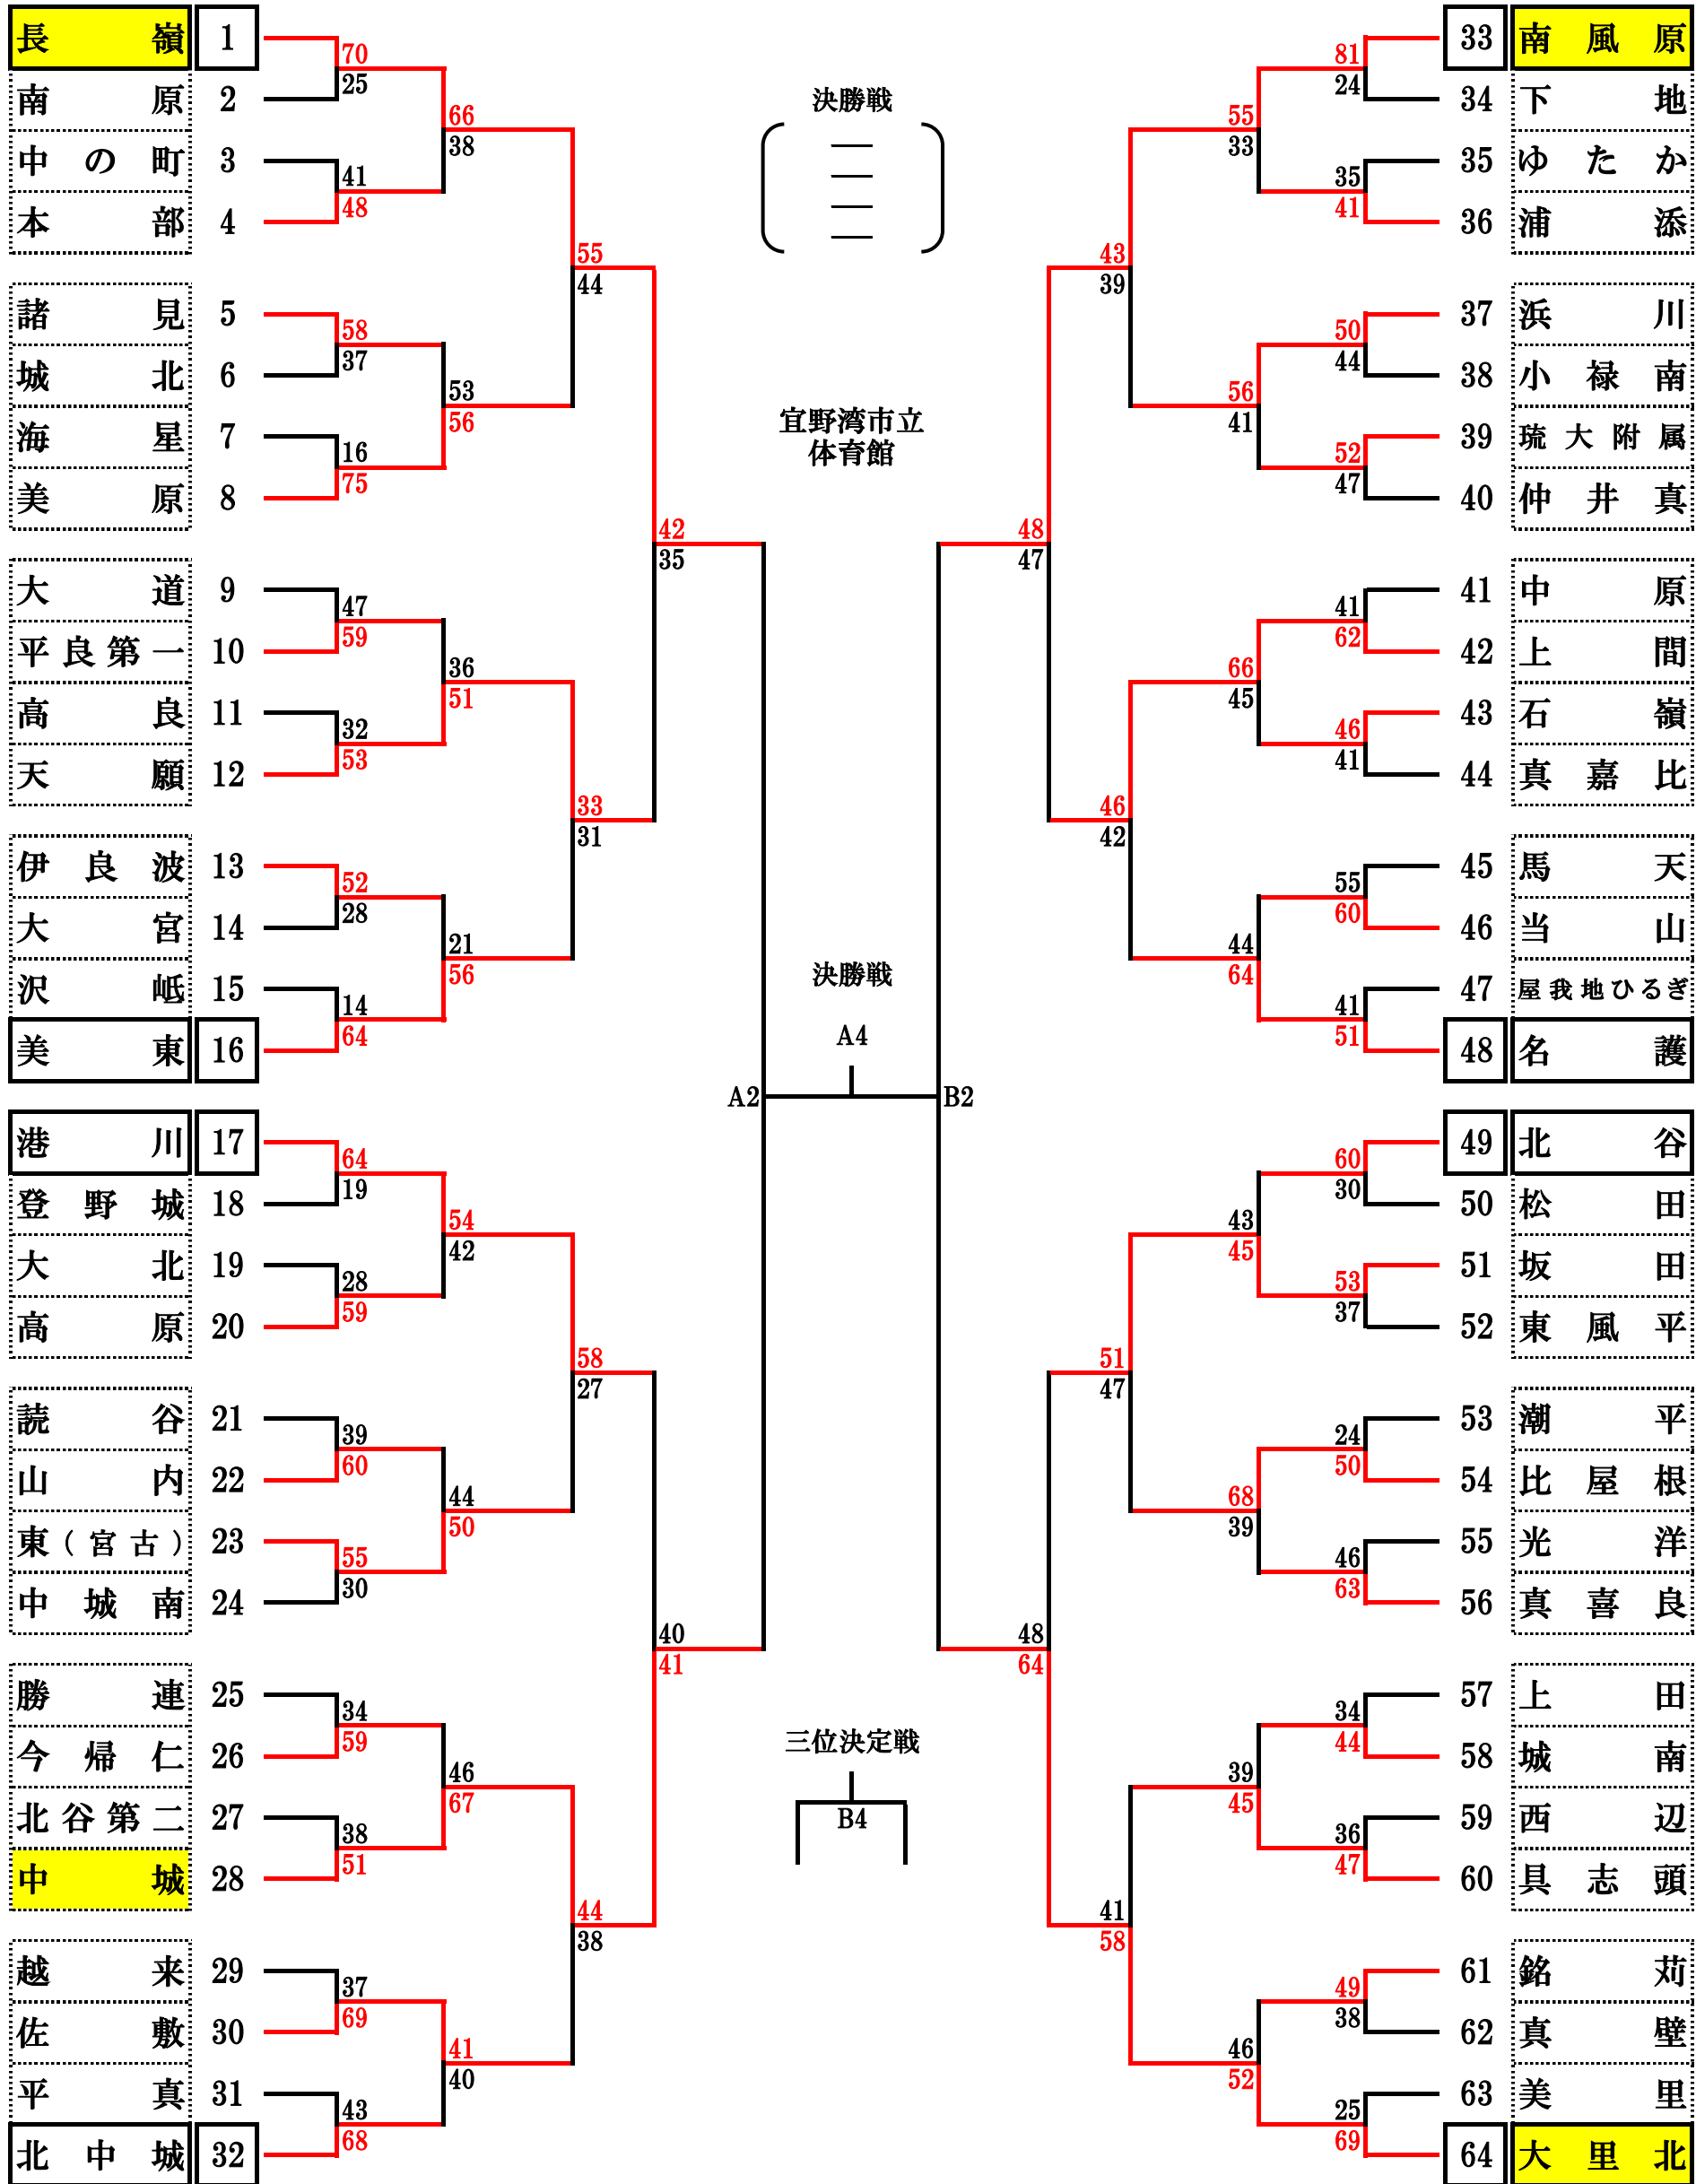 長嶺 1
70
25
南原 2
66
38
中の町 3
41
48
本部 4
55
44
諸見 5
58
37
城北 6
53
56
海星 7
16
75
美原 8
42
35
大道 9
47
59
平良第一 10
36
51
高良 11
32
53
天願 12
33
31
伊良波 13
52
28
大宮 14
21
56
沢岻 15
14
64
美東 16
港川 17
64
19
登野城 18
54
42
大北 19
28
59
高原 20
58
27
読谷 21
39
60
山内 22
44
50
東(宮古) 23
55
30
中城南 24
40
41
勝連 25
34
59
今帰仁 26
46
67
北谷第二 27
38
51
中城 28
44
38
越来 29
37
69
佐敷 30
41
40
平真 31
43
68
北中城 32
決勝戦
宜野湾市立
体育館
決勝戦
A4
A2
B2
三位決定戦
B4
33 南風原
81
24
34 下地
55
33
35 ゆたか
35
41
36 浦添
43
39
37 浜川
50
44
38 小禄南
56
41
39 琉大附属
52
47
40 仲井真
48
47
41 中原
41
62
42 上間
66
45
43 石嶺
46
41
44 真嘉比
46
42
45 馬天
55
60
46 当山
44
64
47 屋我地ひるぎ
41
51
48 名護
49 北谷
60
30
50 松田
43
45
51 坂田
53
37
52 東風平
51
47
53 潮平
24
50
54 比屋根
68
39
55 光洋
46
63
56 真喜良
48
64
57 上田
34
44
58 城南
39
45
59 西辺
36
47
60 具志頭
41
58
61 銘苅
49
38
62 真壁
46
52
63 美里
25
69
64 大里北